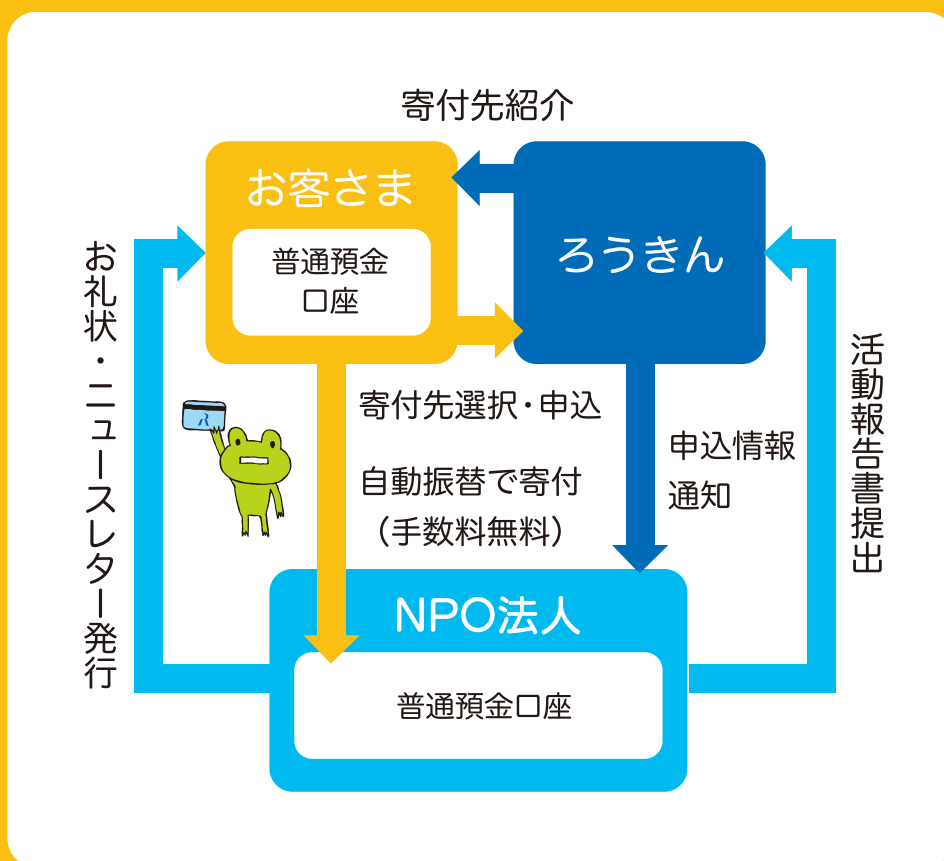 寄付先紹介
お客さま
普通預金
口座
ろうきん
お礼状・ニュースレター発行
寄付先選択・申込
自動振替で寄付
（手数料無料）
申込情報
通知
活動報告書提出
R
NPO法人
普通預金口座